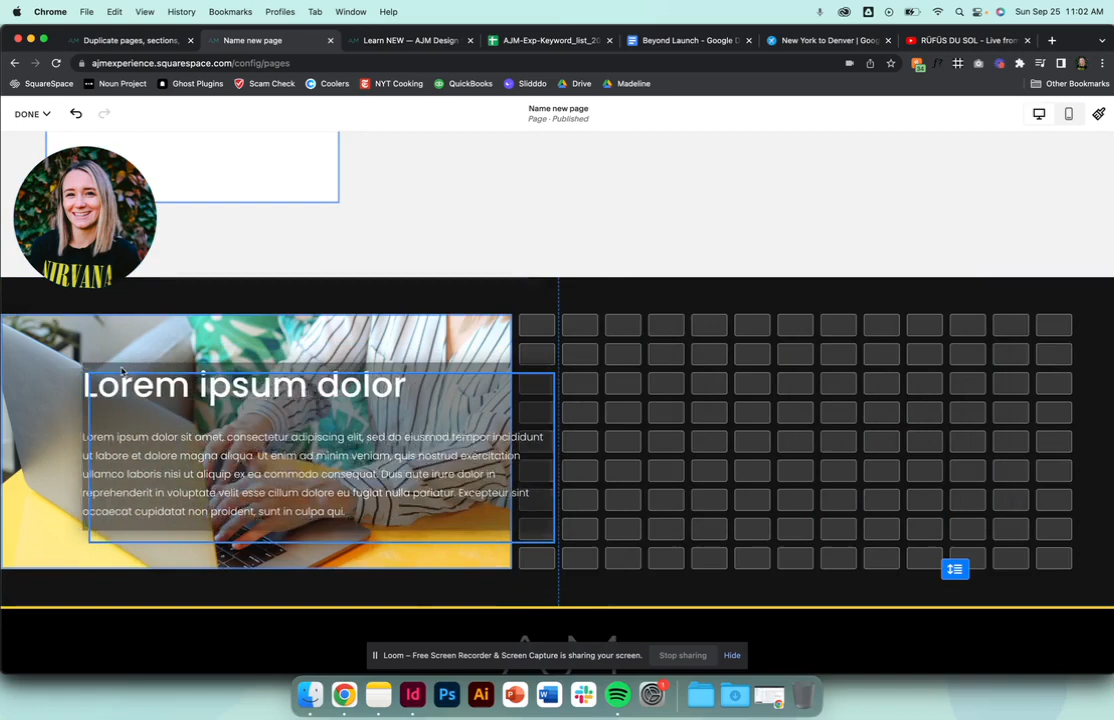 Chrome File Edit View History Bookmarks Profiles Tab Window Help Sun Sep 25 11:02 AM
Duplicate pages, sections, Name new page Learn NEW — AJM Design AJM-Exp-Keyword_list_20 Beyond Launch - Google D New York to Denver | Goog RÜFÜS DU SOL - Live from
ajmexperience.squarespace.com/config/pages
SquareSpace Noun Project Ghost Plugins Scam Check Coolers NYT Cooking QuickBooks Slidddo Drive Madeline Other Bookmarks
DONE
Name new page
Page · Published
NIRVANA
Lorem ipsum dolor
Lorem ipsum dolor sit amet, consectetur adipiscing elit, sed do eiusmod tempor incididunt
ut labore et dolore magna aliqua. Ut enim ad minim veniam, quis nostrud exercitation
ullamco laboris nisi ut aliquip ex ea commodo consequat. Duis aute irure dolor in
reprehenderit in voluptate velit esse cillum dolore eu fugiat nulla pariatur. Excepteur sint
occaecat cupidatat non proident, sunt in culpa qui.
AJM
Loom – Free Screen Recorder & Screen Capture is sharing your screen. Stop sharing Hide
Id Ps Ai P W 1